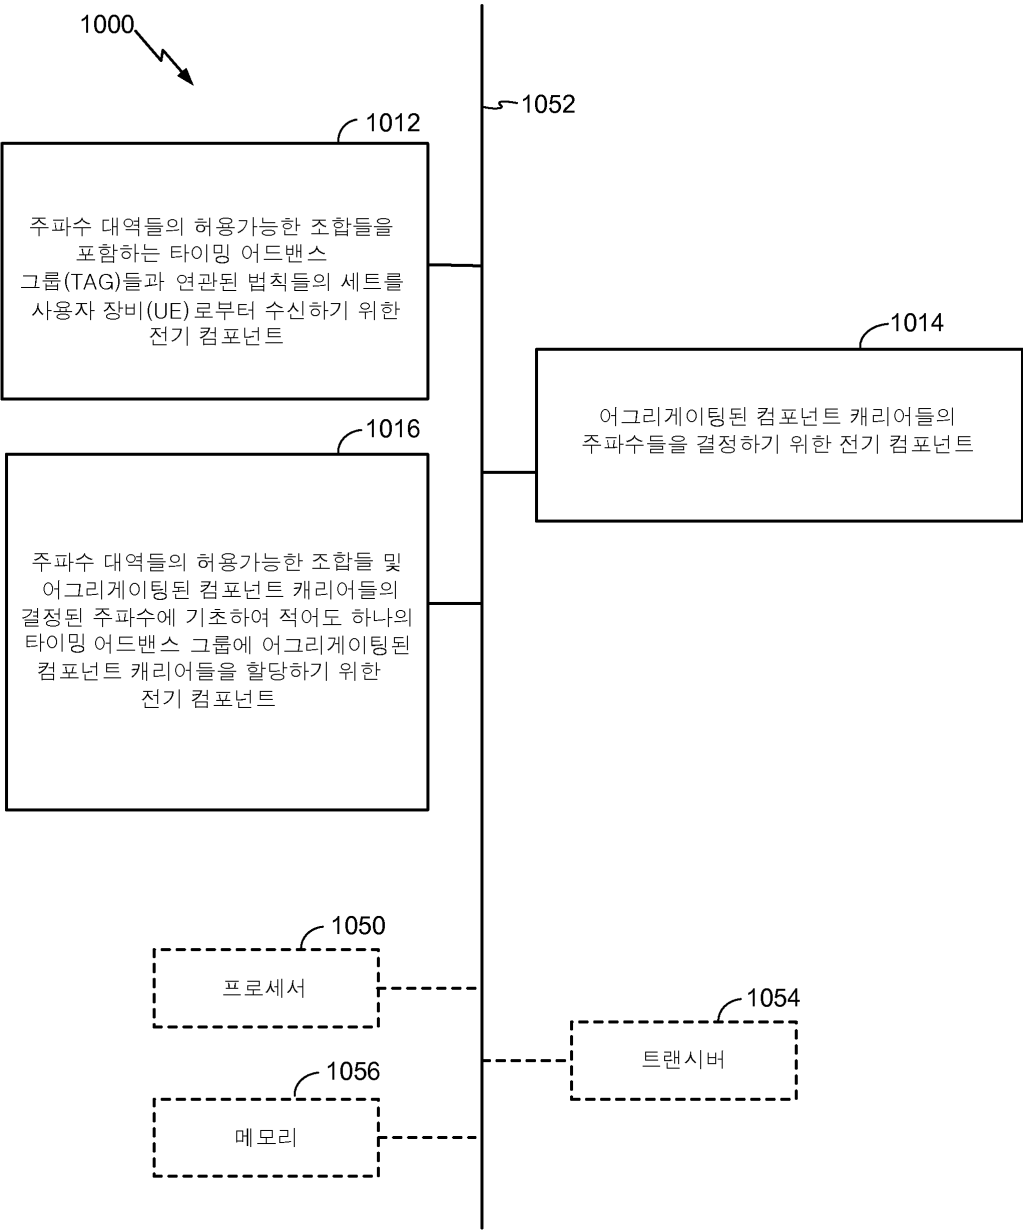 1000
1052
1012
주파수 대역들의 허용가능한 조합들을
포함하는 타이밍 어드밴스
그룹(TAG)들과 연관된 법칙들의 세트를
사용자 장비(UE)로부터 수신하기 위한
전기 컴포넌트
1014
어그리게이팅된 컴포넌트 캐리어들의
주파수들을 결정하기 위한 전기 컴포넌트
1016
주파수 대역들의 허용가능한 조합들 및
어그리게이팅된 컴포넌트 캐리어들의
결정된 주파수에 기초하여 적어도 하나의
타이밍 어드밴스 그룹에 어그리게이팅된
컴포넌트 캐리어들을 할당하기 위한
전기 컴포넌트
1050
프로세서
1054
트랜시버
1056
메모리